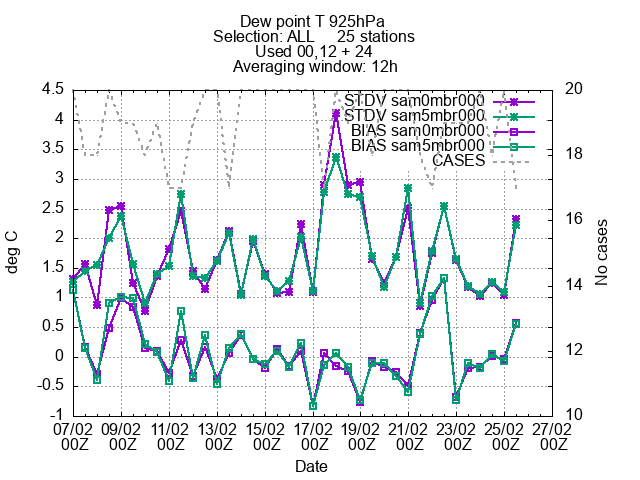 Dew point T 925hPa
Selection: ALL 25 stations
Used 00,12 + 24
Averaging window: 12h
STDV sam0mbr000
STDV sam5mbr000
BIAS sam0mbr000
BIAS sam5mbr000
CASES
deg C
4.5
4
3.5
3
2.5
2
1.5
1
0.5
0
-0.5
-1
No cases
20
18
16
14
12
10
07/02 09/02 11/02 13/02 15/02 17/02 19/02 21/02 23/02 25/02 27/02
00Z 00Z 00Z 00Z 00Z 00Z 00Z 00Z 00Z 00Z 00Z
Date